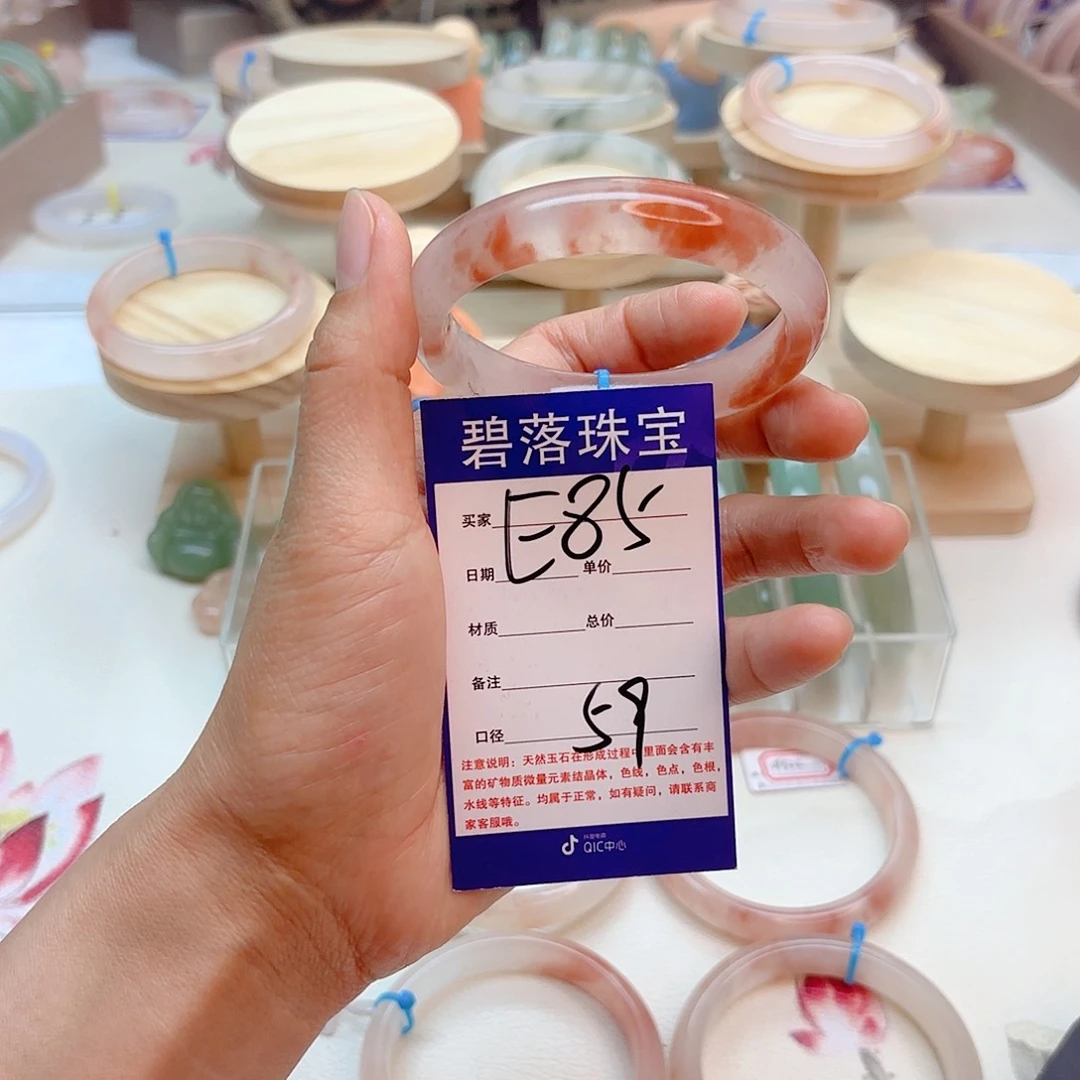 碧落珠宝
买家 E85
日期 单价
材质 总价
备注
口径 59
注意说明：天然玉石在形成过程中里面会含有丰
富的矿物质微量元素结晶体，色线，色点，色根，
水线等特征。均属于正常，如有疑问，请联系商
家客服哦。
抖音电商
QIC中心